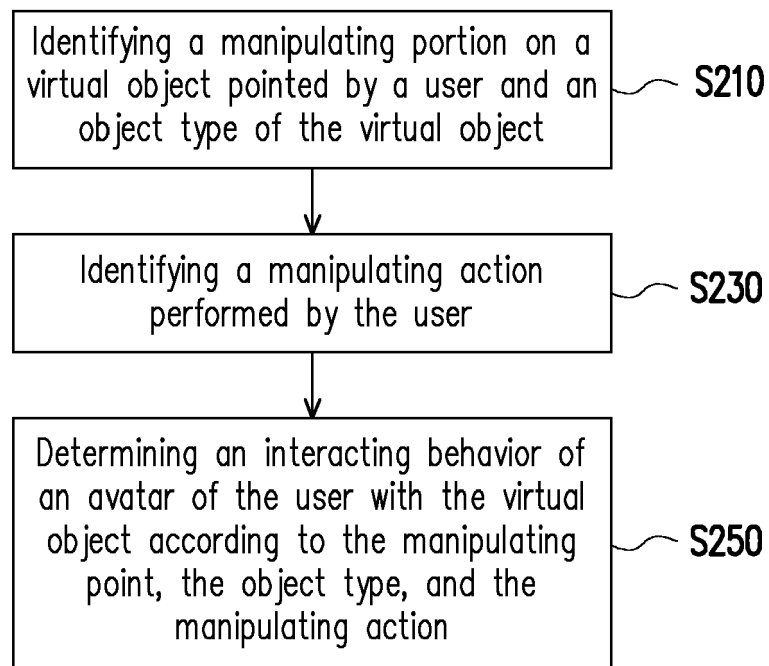 Identifying a manipulating portion on a
virtual object pointed by a user and an
object type of the virtual object
S210
Identifying a manipulating action
performed by the user
S230
Determining an interacting behavior of
an avatar of the user with the virtual
object according to the manipulating
point, the object type, and the
manipulating action
S250